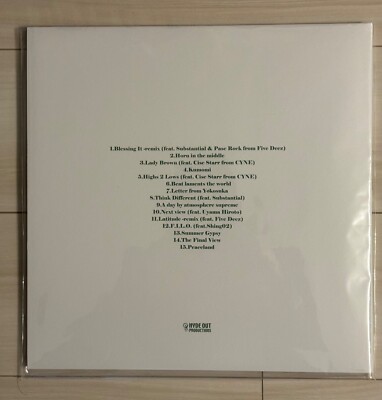 1.Blessing It -remix (feat. Substantial & Pase Rock from Five Deez)
2.Horn in the middle
3.Lady Brown (feat. Cise Starr from CYNE)
4.Kumomi
5.Highs 2 Lows (feat. Cise Starr from CYNE)
6.Beat laments the world
7.Letter from Yokosuka
8.Think Different (feat. Substantial)
9.A day by atmosphere supreme
10.Next view (feat. Uyama Hiroto)
11.Latitude -remix (feat. Five Deez)
12.F.I.L.O. (feat.Shing02)
13.Summer Gypsy
14.The Final View
15.Peaceland
HYDE OUT
PRODUCTIONS